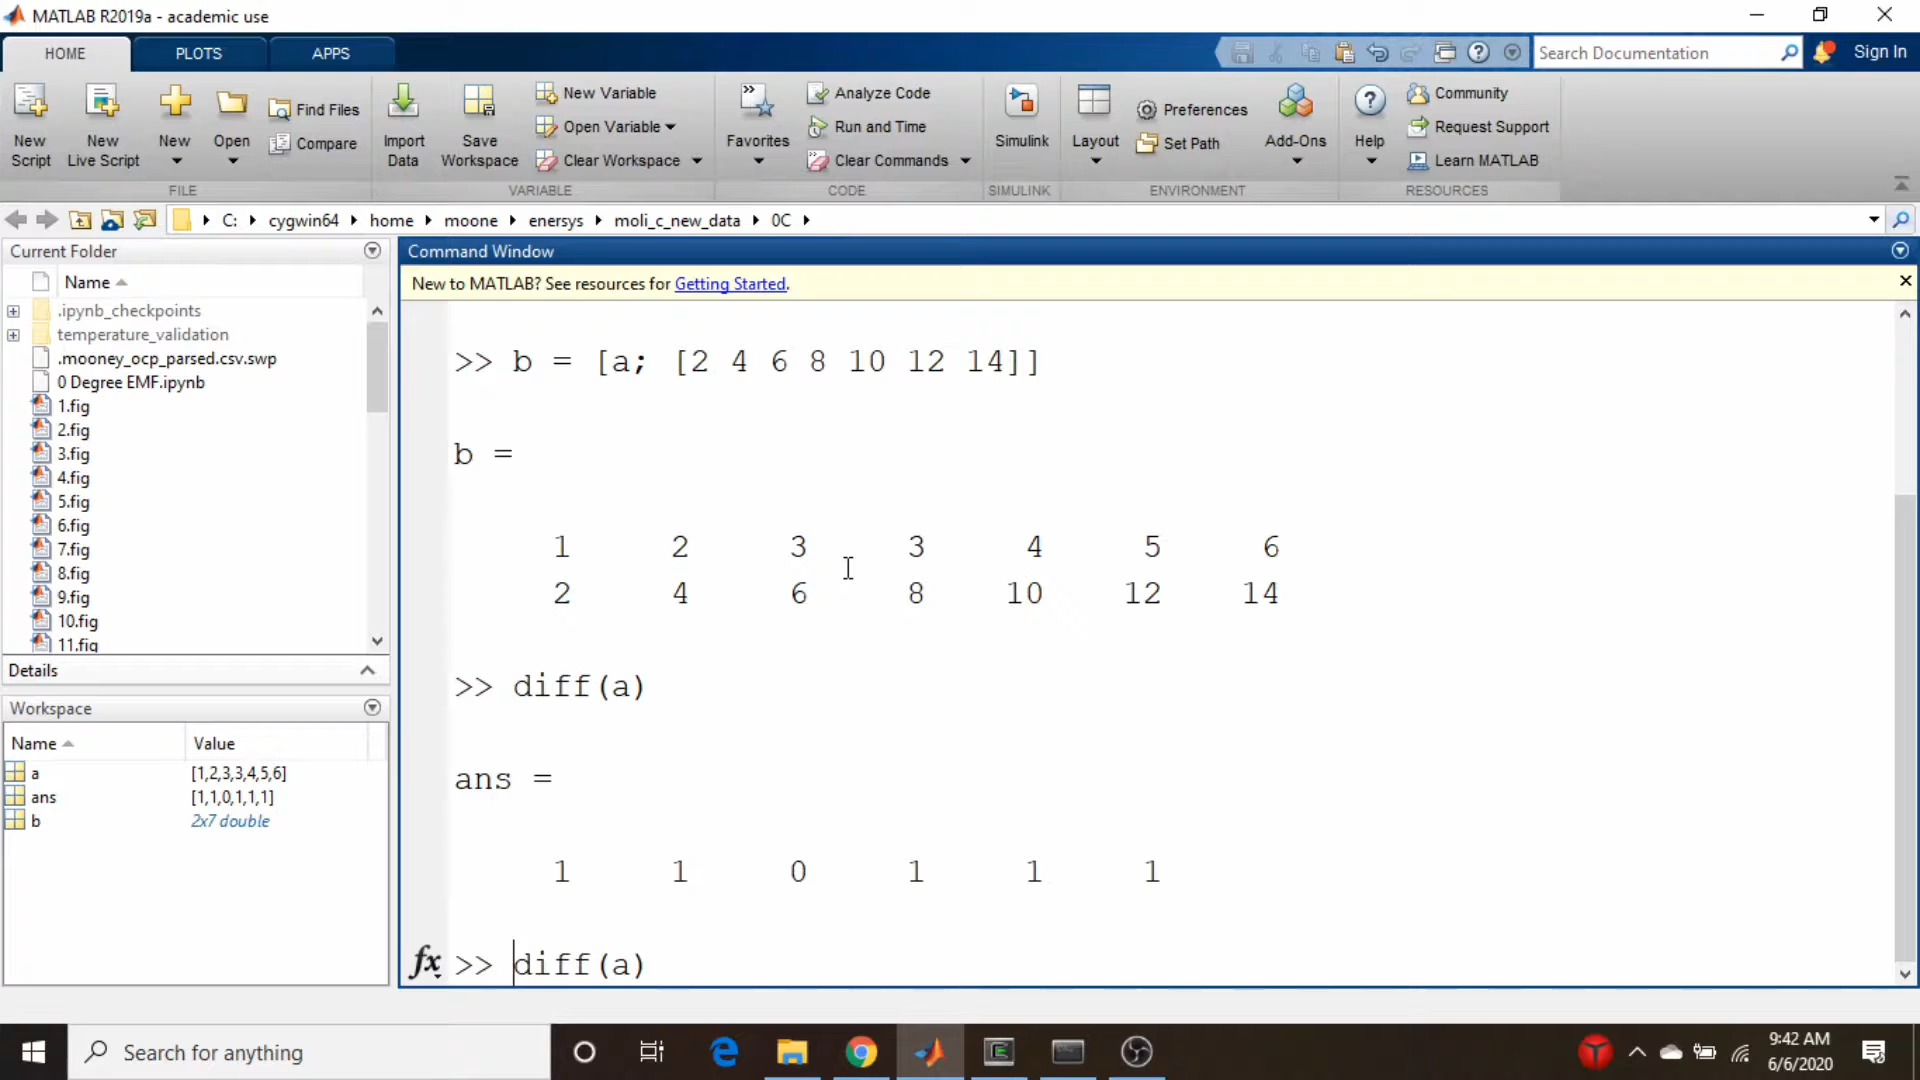 MATLAB R2019a - academic use
HOME PLOTS APPS
Search Documentation
Sign In
New Script
New Live Script
New
Open
Find Files
Compare
Import Data
Save Workspace
New Variable
Open Variable
Clear Workspace
Favorites
Analyze Code
Run and Time
Clear Commands
Simulink
Layout
Preferences
Set Path
Add-Ons
Help
Community
Request Support
Learn MATLAB
FILE VARIABLE CODE SIMULINK ENVIRONMENT RESOURCES
C: cygwin64 home moone enersys moli_c_new_data 0C
Current Folder
Name
.ipynb_checkpoints
temperature_validation
.mooney_ocp_parsed.csv.swp
0 Degree EMF.ipynb
1.fig
2.fig
3.fig
4.fig
5.fig
6.fig
7.fig
8.fig
9.fig
10.fig
11.fig
Details
Workspace
Name Value
a [1,2,3,3,4,5,6]
ans [1,1,0,1,1,1]
b 2x7 double
Command Window
New to MATLAB? See resources for Getting Started.
>> b = [a; [2 4 6 8 10 12 14]]
b =
1 2 3 3 4 5 6
2 4 6 8 10 12 14
>> diff(a)
ans =
1 1 0 1 1 1
fx >> diff(a)
Search for anything
9:42 AM
6/6/2020